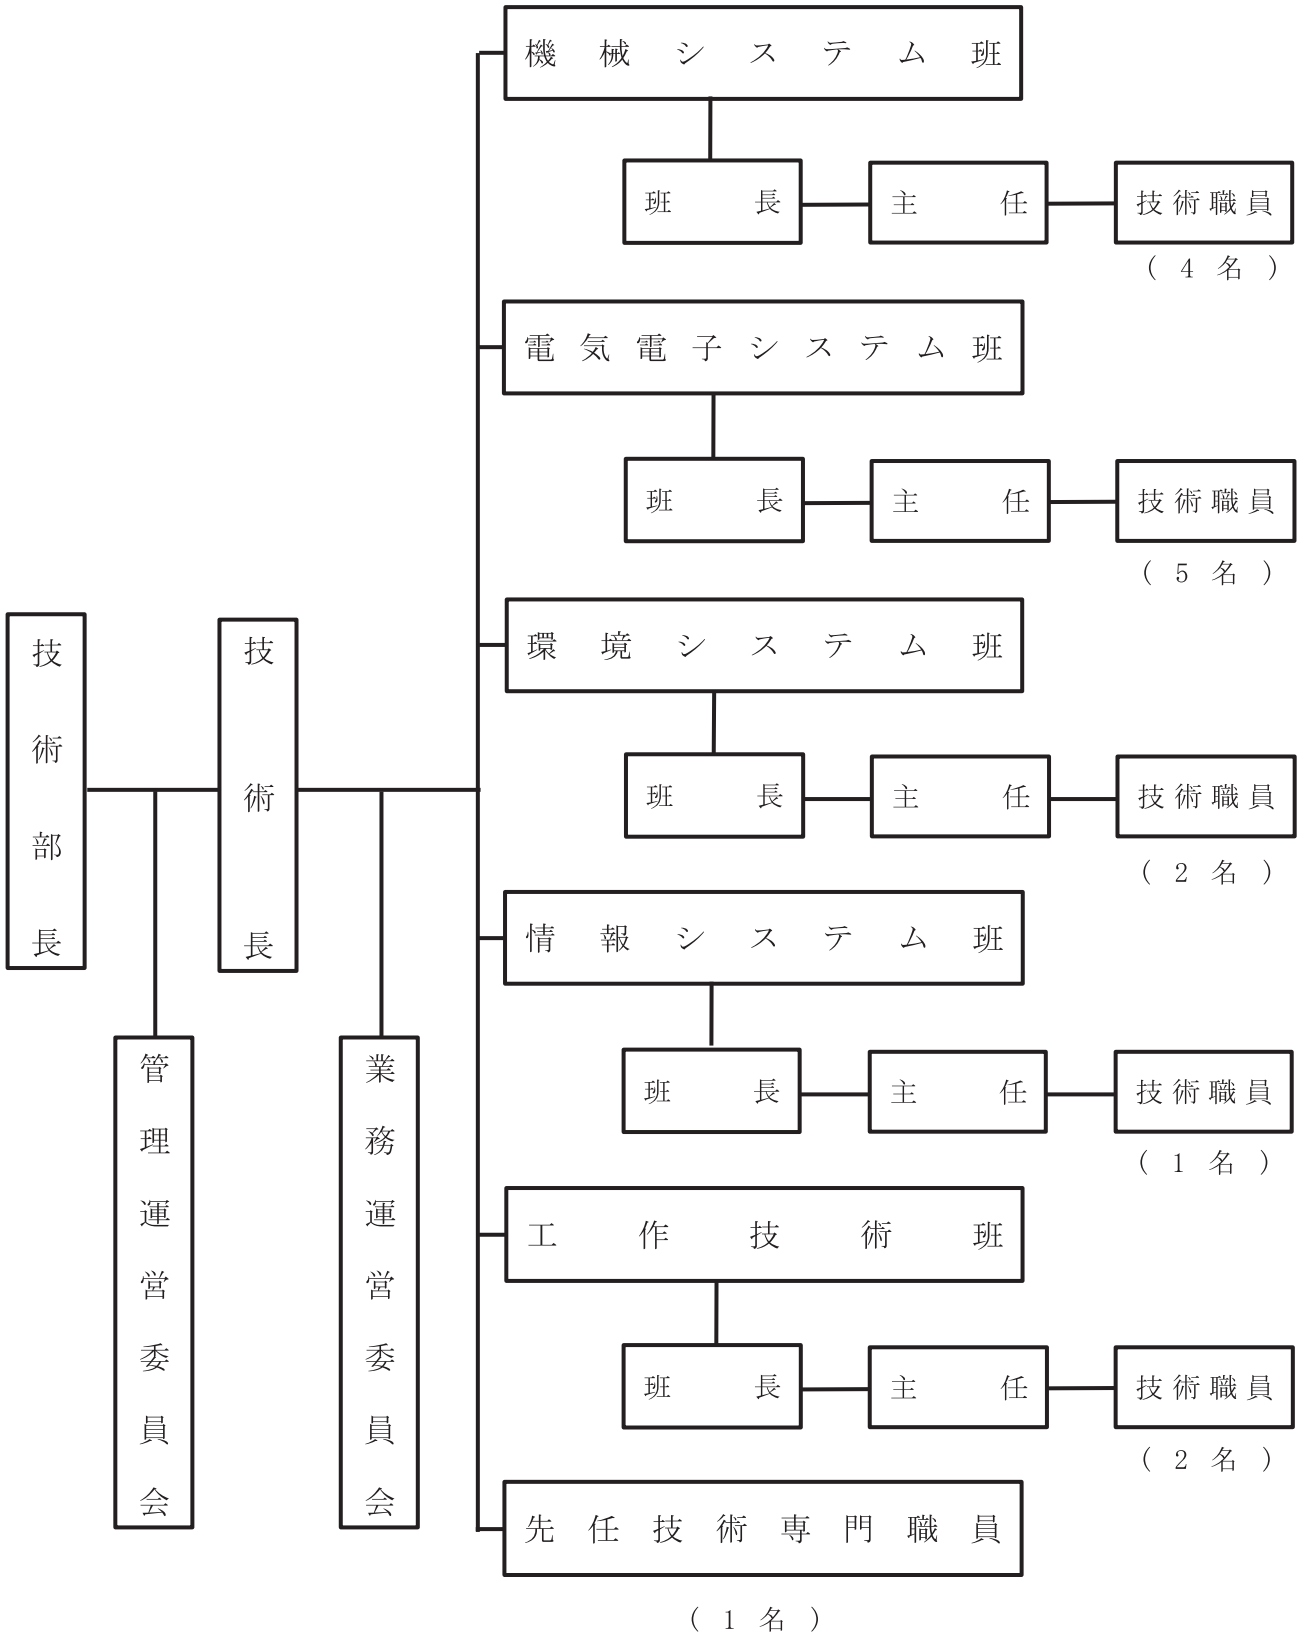 機械システム班
班長 主任 技術職員
(4名)
電気電子システム班
班長 主任 技術職員
(5名)
環境システム班
班長 主任 技術職員
(2名)
情報システム班
班長 主任 技術職員
(1名)
工作技術班
班長 主任 技術職員
(2名)
先任技術専門職員
(1名)
技術部長
技術長
管理運営委員会
業務運営委員会